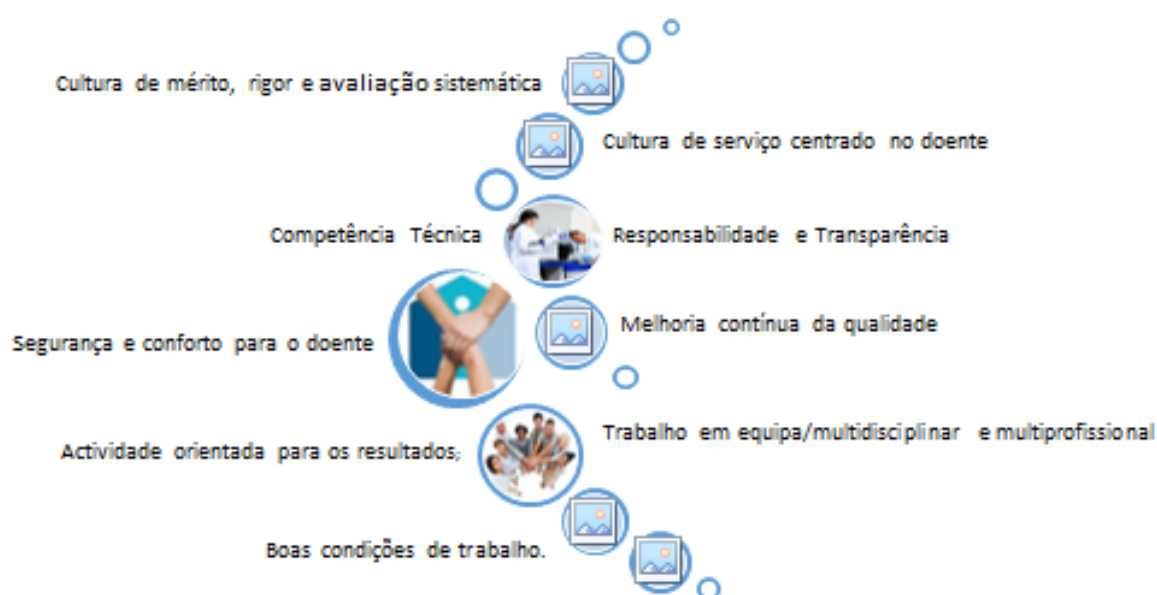 Cultura de mérito, rigor e avaliação sistemática
Cultura de serviço centrado no doente
Competência Técnica
Responsabilidade e Transparência
Melhoria contínua da qualidade
Segurança e conforto para o doente
Trabalho em equipa/multidisciplinar e multiprofissional
Actividade orientada para os resultados;
Boas condições de trabalho.